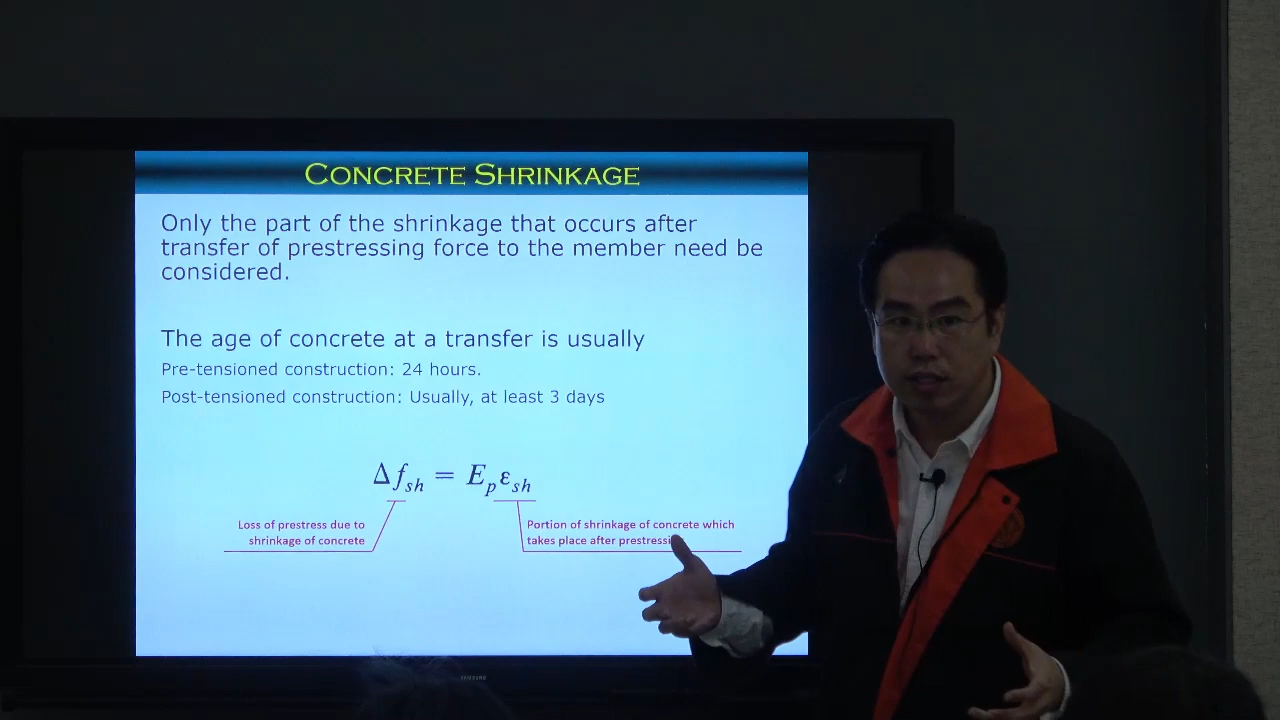 CONCRETE SHRINKAGE
Only the part of the shrinkage that occurs after
transfer of prestressing force to the member need be
considered.
The age of concrete at a transfer is usually
Pre-tensioned construction: 24 hours.
Post-tensioned construction: Usually, at least 3 days
Δf_sh = E_p ε_sh
Loss of prestress due to
shrinkage of concrete
Portion of shrinkage of concrete which
takes place after
SAMSUNG